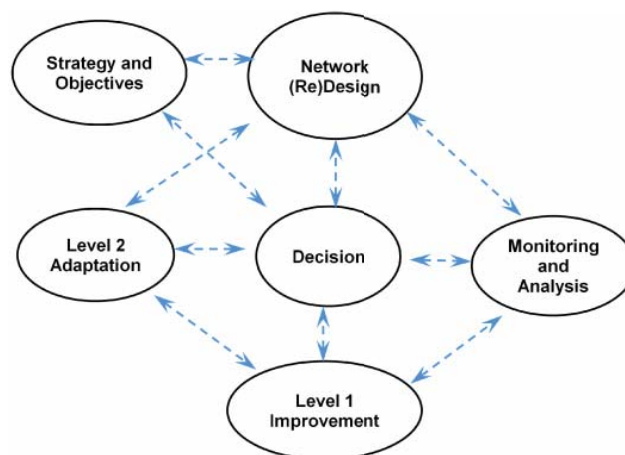 Strategy and
Objectives
Network
(Re)Design
Level 2
Adaptation
Decision
Monitoring
and
Analysis
Level 1
Improvement